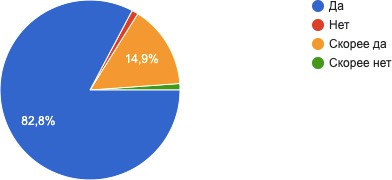 Да
Нет
Скорее да
Скорее нет
14,9%
82,8%